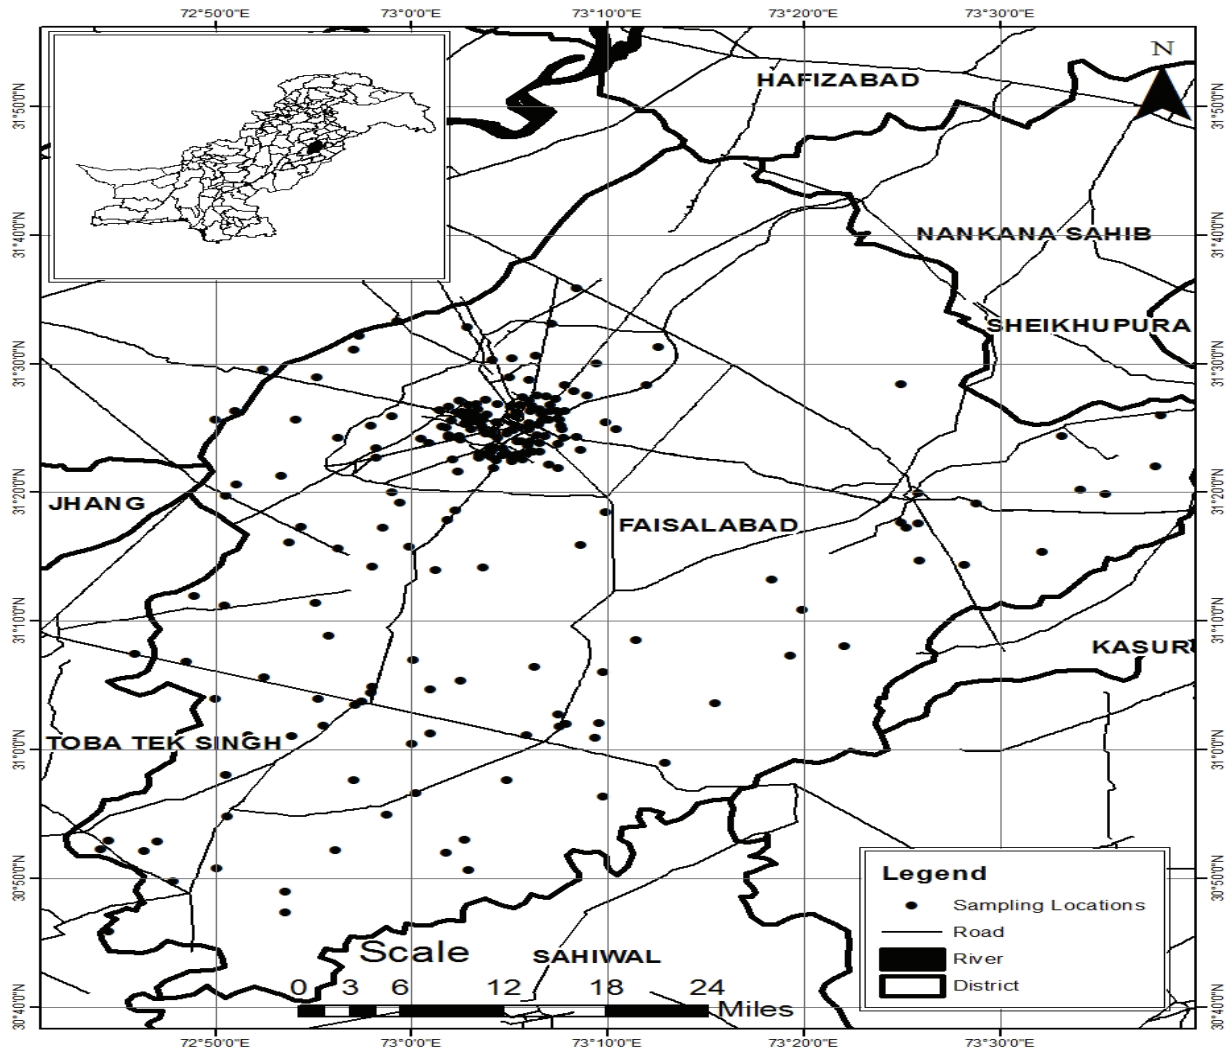 72°50'0"E 73°0'0"E 73°10'0"E 73°20'0"E 73°30'0"E
N
HAFIZABAD
31°50'0"N 31°50'0"N
31°40'0"N 31°40'0"N
NANKANA SAHIB
SHEIKHUPURA
31°30'0"N 31°30'0"N
JHANG
31°20'0"N 31°20'0"N
FAISALABAD
31°10'0"N 31°10'0"N
KASUR
TOBA TEK SINGH
31°0'0"N 31°0'0"N
Legend
30°50'0"N 30°50'0"N
Sampling Locations
Road
River
District
Scale
SAHIWAL
0 3 6 12 18 24
Miles
30°40'0"N 30°40'0"N
72°50'0"E 73°0'0"E 73°10'0"E 73°20'0"E 73°30'0"E